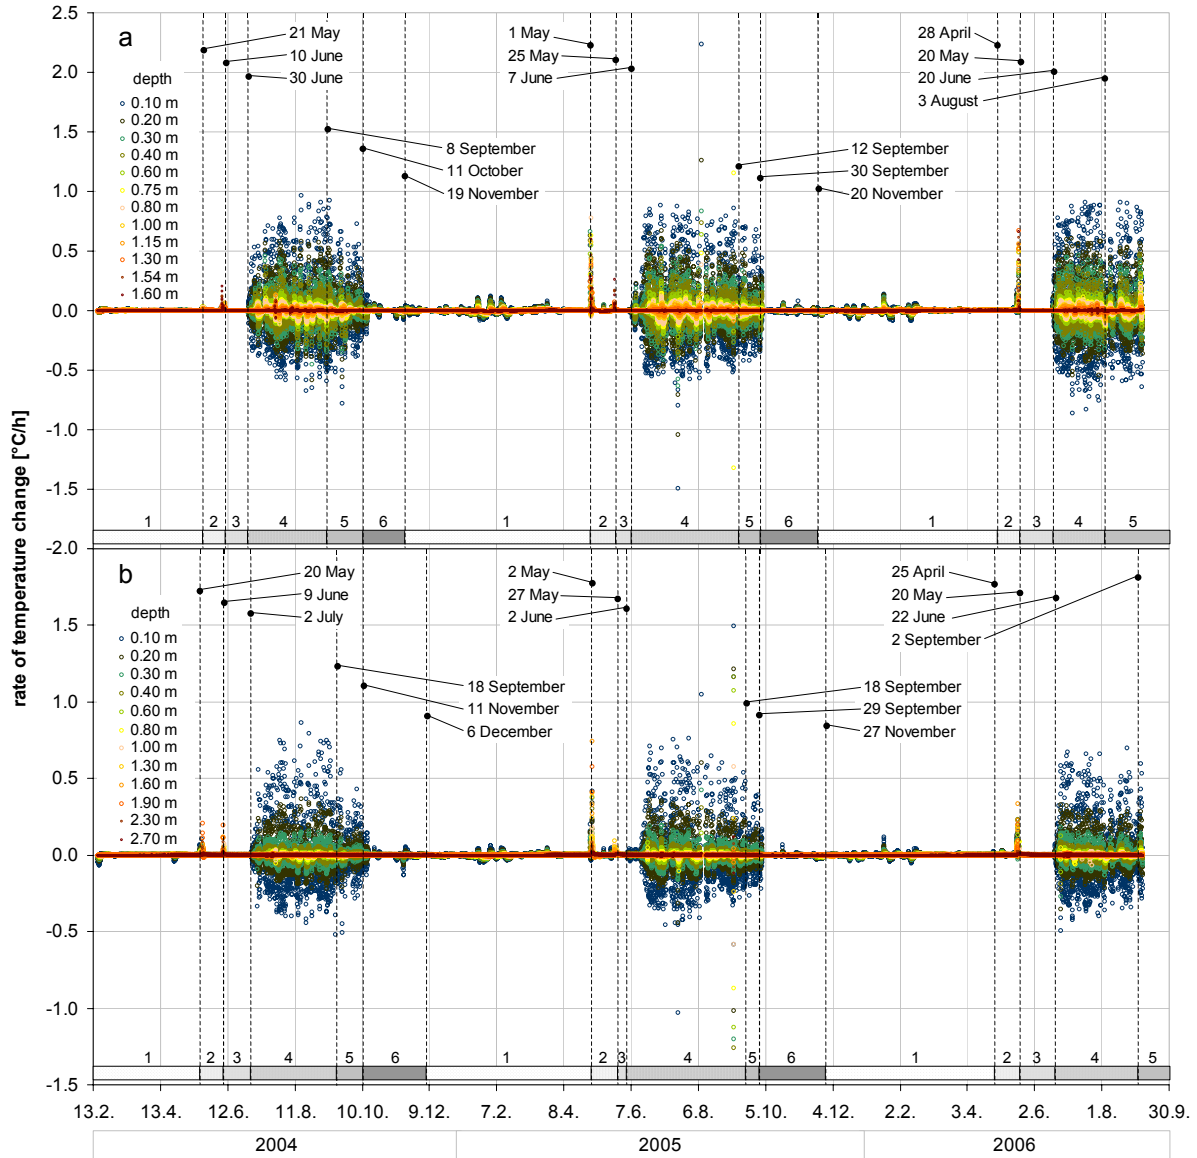 2.5
2.0
1.5
1.0
0.5
0.0
-0.5
-1.0
-1.5
-2.0
a
depth
0.10 m
0.20 m
0.30 m
0.40 m
0.60 m
0.75 m
0.80 m
1.00 m
1.15 m
1.30 m
1.54 m
1.60 m
21 May
10 June
30 June
8 September
11 October
19 November
1 May
25 May
7 June
12 September
30 September
20 November
28 April
20 May
20 June
3 August
1 2 3 4 5 6 1 2 3 4 5 6 1 2 3 4 5
rate of temperature change [°C/h]
b
depth
0.10 m
0.20 m
0.30 m
0.40 m
0.60 m
0.80 m
1.00 m
1.30 m
1.60 m
1.90 m
2.30 m
2.70 m
20 May
9 June
2 July
18 September
11 November
6 December
2 May
27 May
2 June
18 September
29 September
27 November
25 April
20 May
22 June
2 September
1.5
1.0
0.5
0.0
-0.5
-1.0
-1.5
1 2 3 4 5 6 1 2 3 4 5 6 1 2 3 4 5
13.2. 13.4. 12.6. 11.8. 10.10. 9.12. 7.2. 8.4. 7.6. 6.8. 5.10. 4.12. 2.2. 3.4. 2.6. 1.8. 30.9.
2004 2005 2006